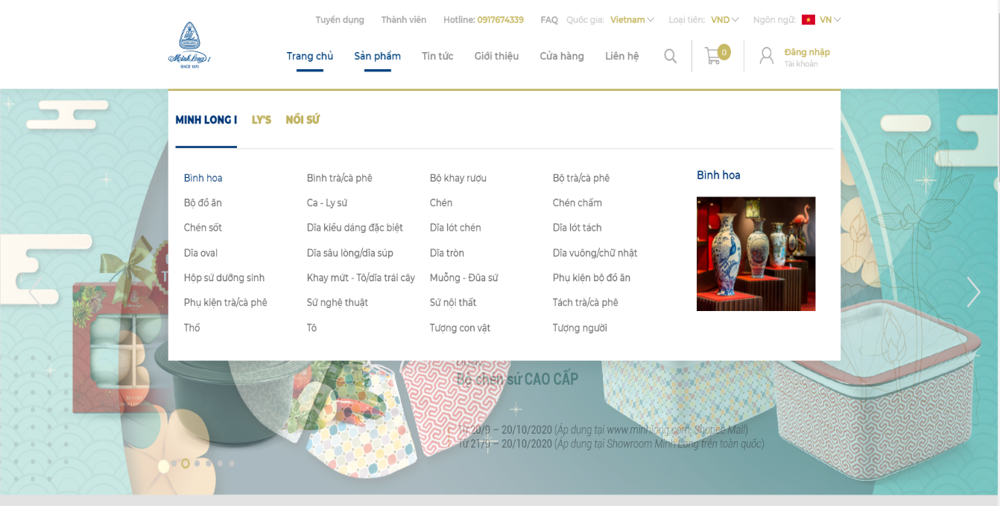 Tuyển dụng Thành viên Hotline: 0917674339 FAQ Quốc gia: Vietnam Loại tiền: VND Ngôn ngữ: VN
Minh Long I
SINCE 1970
Trang chủ Sản phẩm Tin tức Giới thiệu Cửa hàng Liên hệ 0 Đăng nhập
Tài khoản
MINH LONG I LY'S NỒI SỨ
Bình hoa Bình trà/cà phê Bộ khay rượu Bộ trà/cà phê Bình hoa
Bộ đồ ăn Ca - Ly sứ Chén Chén chấm
Chén sốt Dĩa kiểu dáng đặc biệt Dĩa lót chén Dĩa lót tách
Dĩa oval Dĩa sâu lòng/dĩa súp Dĩa tròn Dĩa vuông/chữ nhật
Hộp sứ dưỡng sinh Khay mứt - Tô/dĩa trái cây Muỗng - Đũa sứ Phụ kiện bộ đồ ăn
Phụ kiện trà/cà phê Sứ nghệ thuật Sứ nội thất Tách trà/cà phê
Thố Tô Tượng con vật Tượng người
Bộ chén sứ CAO CẤP
Từ 20/9 – 20/10/2020 (Áp dụng tại www.minhlong.com, Shopee Mall)
Từ 21/9 – 20/10/2020 (Áp dụng tại Showroom Minh Long trên toàn quốc)